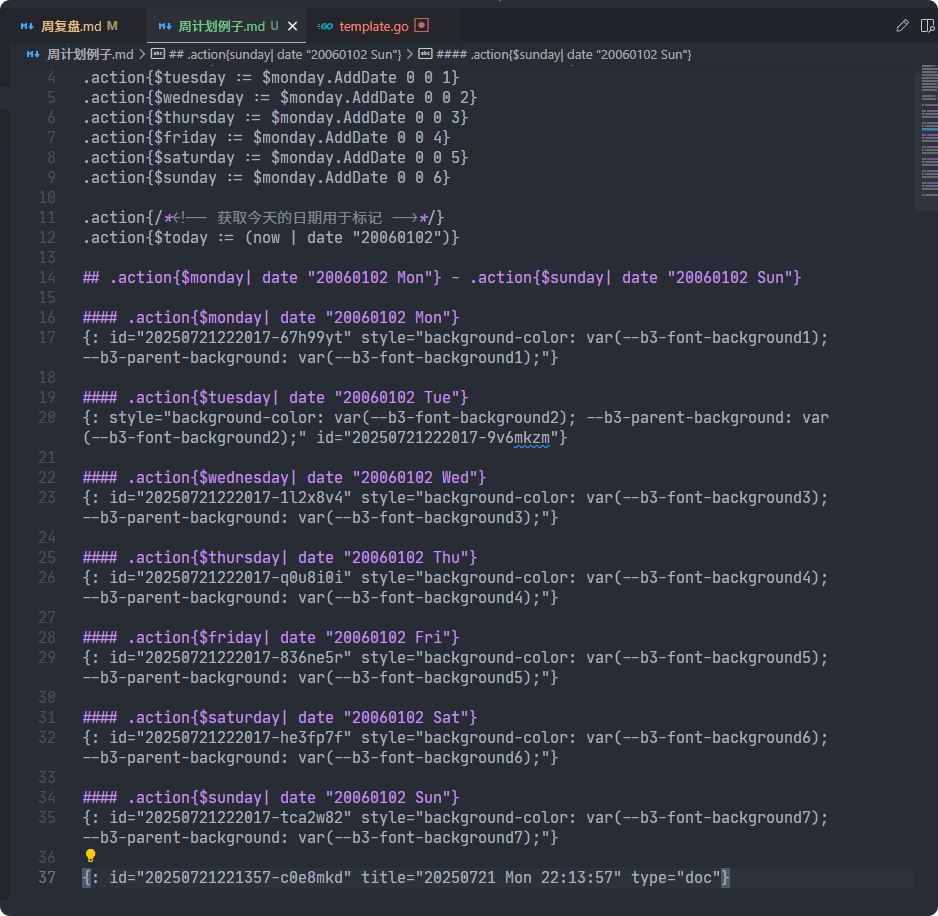 周复盘.md M 周计划例子.md U template.go
周计划例子.md > ## .action{sunday| date "20060102 Sun"} > #### .action{$sunday| date "20060102 Sun"}
4 .action{$tuesday := $monday.AddDate 0 0 1}
5 .action{$wednesday := $monday.AddDate 0 0 2}
6 .action{$thursday := $monday.AddDate 0 0 3}
7 .action{$friday := $monday.AddDate 0 0 4}
8 .action{$saturday := $monday.AddDate 0 0 5}
9 .action{$sunday := $monday.AddDate 0 0 6}
10
11 .action{/*<!-- 获取今天的日期用于标记 -->*/}
12 .action{$today := (now | date "20060102")}
13
14 ## .action{$monday| date "20060102 Mon"} - .action{$sunday| date "20060102 Sun"}
15
16 #### .action{$monday| date "20060102 Mon"}
17 {: id="20250721222017-67h99yt" style="background-color: var(--b3-font-background1);
--b3-parent-background: var(--b3-font-background1);"}
18
19 #### .action{$tuesday| date "20060102 Tue"}
20 {: style="background-color: var(--b3-font-background2); --b3-parent-background: var
(--b3-font-background2);" id="20250721222017-9v6mkzm"}
21
22 #### .action{$wednesday| date "20060102 Wed"}
23 {: id="20250721222017-1l2x8v4" style="background-color: var(--b3-font-background3);
--b3-parent-background: var(--b3-font-background3);"}
24
25 #### .action{$thursday| date "20060102 Thu"}
26 {: id="20250721222017-q0u8i0i" style="background-color: var(--b3-font-background4);
--b3-parent-background: var(--b3-font-background4);"}
27
28 #### .action{$friday| date "20060102 Fri"}
29 {: id="20250721222017-836ne5r" style="background-color: var(--b3-font-background5);
--b3-parent-background: var(--b3-font-background5);"}
30
31 #### .action{$saturday| date "20060102 Sat"}
32 {: id="20250721222017-he3fp7f" style="background-color: var(--b3-font-background6);
--b3-parent-background: var(--b3-font-background6);"}
33
34 #### .action{$sunday| date "20060102 Sun"}
35 {: id="20250721222017-tca2w82" style="background-color: var(--b3-font-background7);
--b3-parent-background: var(--b3-font-background7);"}
36
37 {: id="20250721221357-c0e8mkd" title="20250721 Mon 22:13:57" type="doc"}